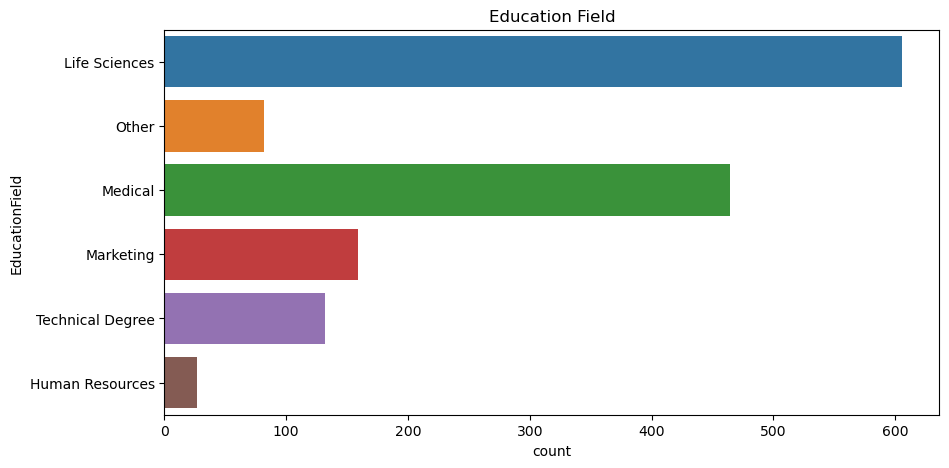 Education Field
EducationField
Life Sciences
Other
Medical
Marketing
Technical Degree
Human Resources
0 100 200 300 400 500 600
count